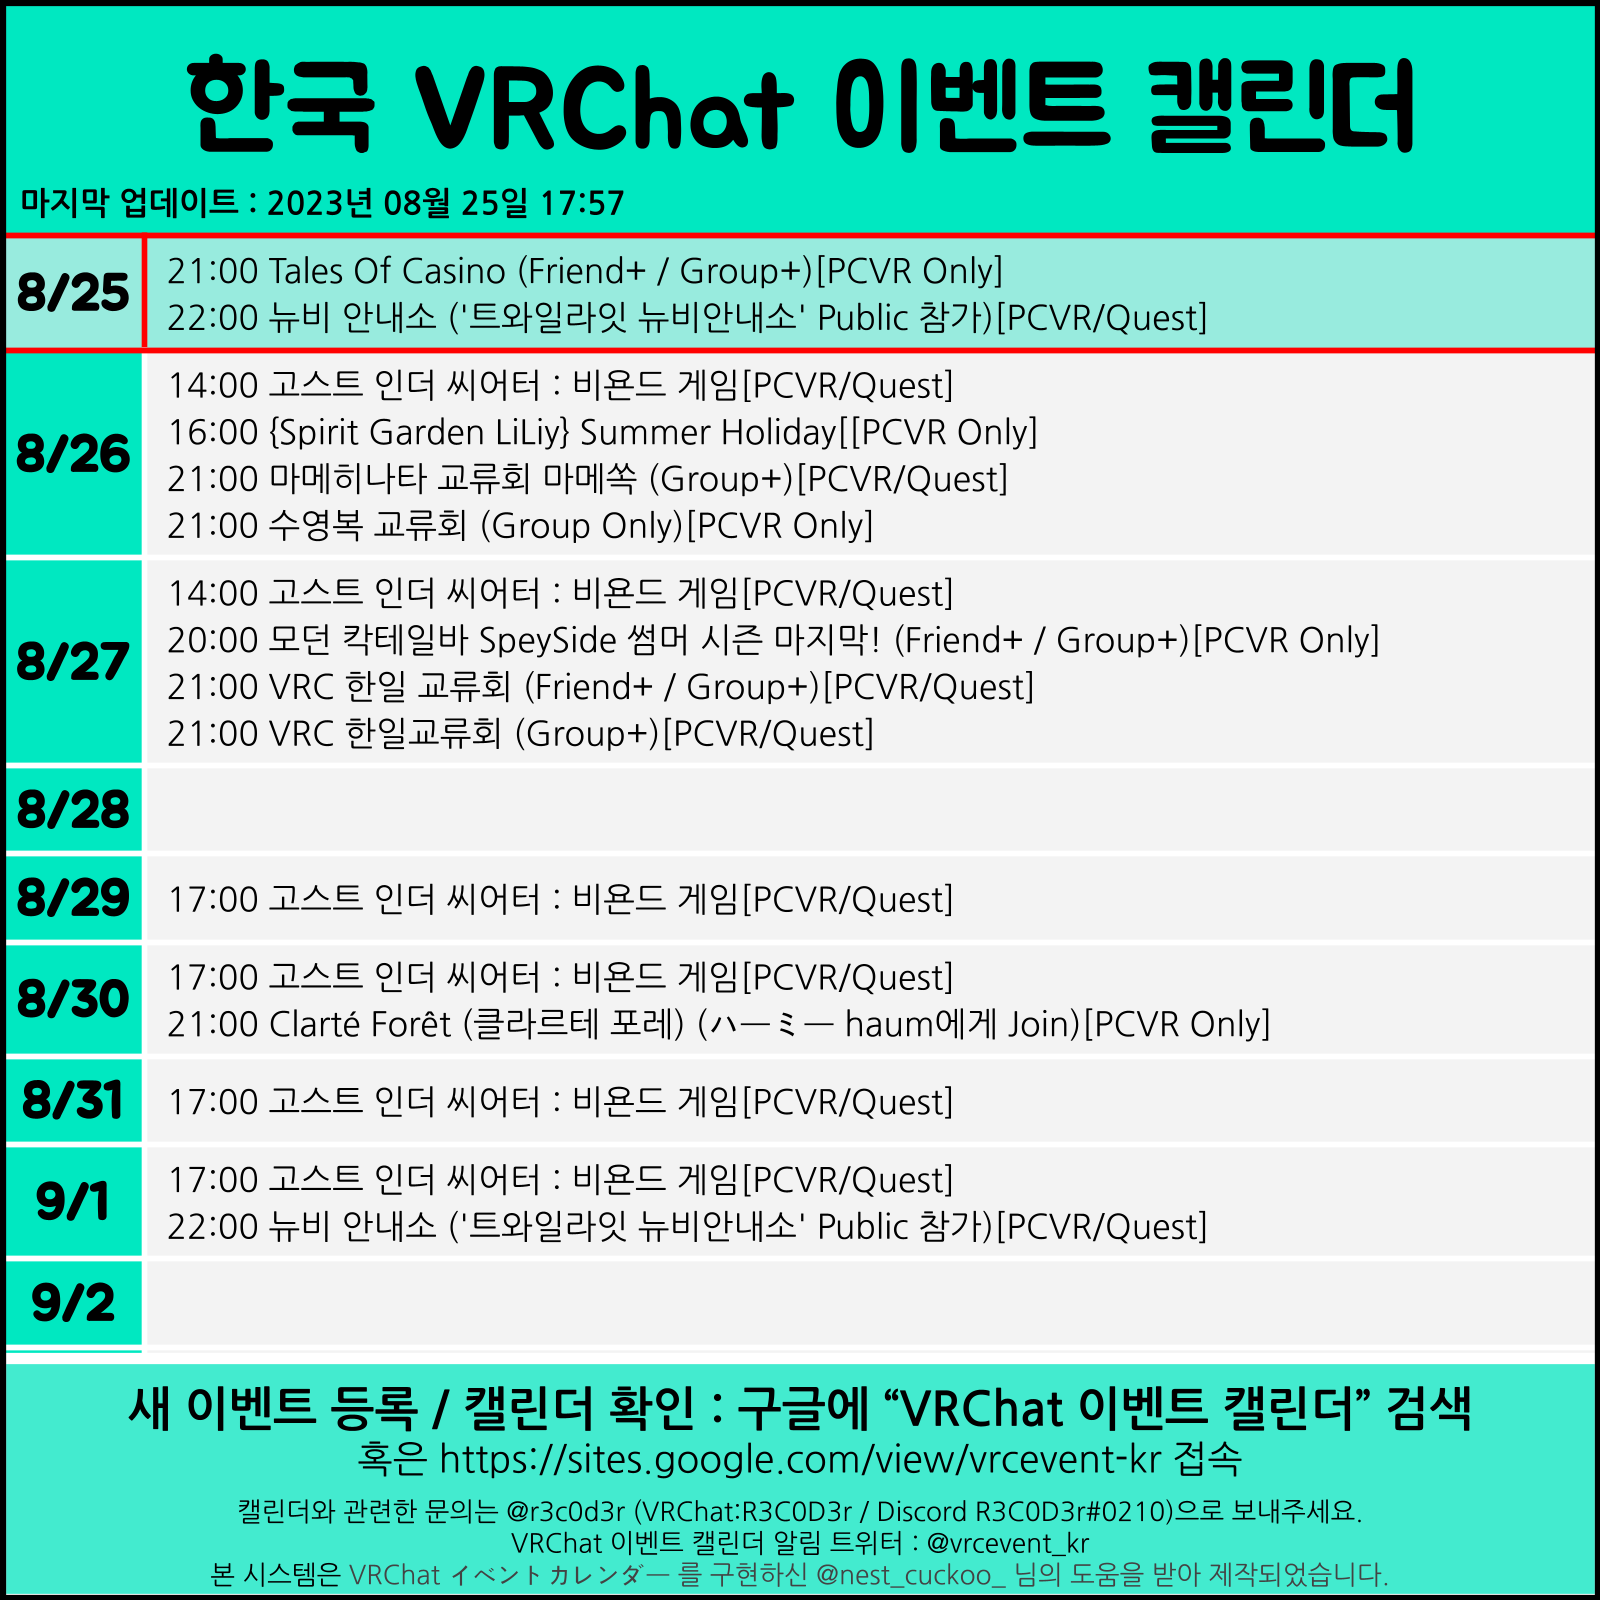 한국 VRChat 이벤트 캘린더
마지막 업데이트 : 2023년 08월 25일 17:57
8/25
21:00 Tales Of Casino (Friend+ / Group+)[PCVR Only]
22:00 뉴비 안내소 ('트와일라잇 뉴비안내소' Public 참가)[PCVR/Quest]
8/26
14:00 고스트 인더 씨어터 : 비욘드 게임[PCVR/Quest]
16:00 {Spirit Garden LiLiy} Summer Holiday[[PCVR Only]
21:00 마메히나타 교류회 마메쏙 (Group+)[PCVR/Quest]
21:00 수영복 교류회 (Group Only)[PCVR Only]
8/27
14:00 고스트 인더 씨어터 : 비욘드 게임[PCVR/Quest]
20:00 모던 칵테일바 SpeySide 썸머 시즌 마지막! (Friend+ / Group+)[PCVR Only]
21:00 VRC 한일 교류회 (Friend+ / Group+)[PCVR/Quest]
21:00 VRC 한일교류회 (Group+)[PCVR/Quest]
8/28
8/29
17:00 고스트 인더 씨어터 : 비욘드 게임[PCVR/Quest]
8/30
17:00 고스트 인더 씨어터 : 비욘드 게임[PCVR/Quest]
21:00 Clarté Forêt (클라르테 포레) (ハーミー haum에게 Join)[PCVR Only]
8/31
17:00 고스트 인더 씨어터 : 비욘드 게임[PCVR/Quest]
9/1
17:00 고스트 인더 씨어터 : 비욘드 게임[PCVR/Quest]
22:00 뉴비 안내소 ('트와일라잇 뉴비안내소' Public 참가)[PCVR/Quest]
9/2
새 이벤트 등록 / 캘린더 확인 : 구글에 “VRChat 이벤트 캘린더” 검색
혹은 https://sites.google.com/view/vrcevent-kr 접속
캘린더와 관련한 문의는 @r3c0d3r (VRChat:R3C0D3r / Discord R3C0D3r#0210)으로 보내주세요.
VRChat 이벤트 캘린더 알림 트위터 : @vrcevent_kr
본 시스템은 VRChat イベントカレンダー 를 구현하신 @nest_cuckoo_ 님의 도움을 받아 제작되었습니다.